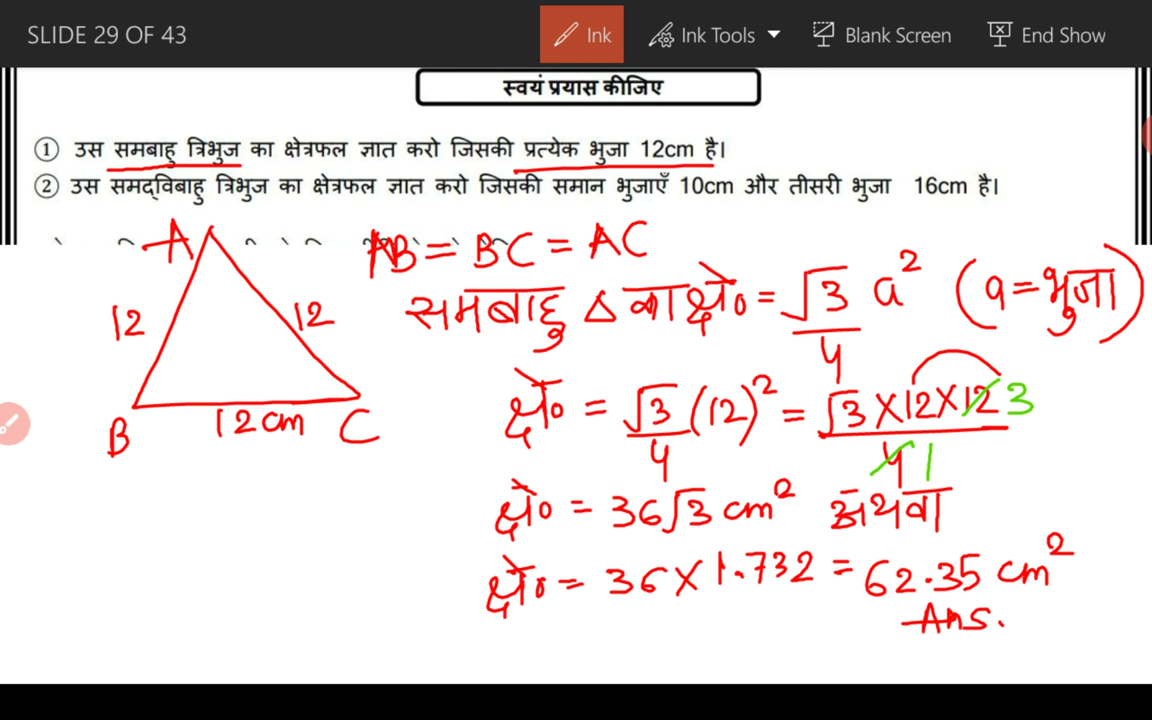 SLIDE 29 OF 43 Ink Ink Tools Blank Screen End Show
स्वयं प्रयास कीजिए
① उस समबाहु त्रिभुज का क्षेत्रफल ज्ञात करो जिसकी प्रत्येक भुजा 12cm है।
② उस समद्विबाहु त्रिभुज का क्षेत्रफल ज्ञात करो जिसकी समान भुजाएँ 10cm और तीसरी भुजा 16cm है।
A
12
12
B
12cm
C
AB = BC = AC
समबाहु Δ का क्षे० = √3/4 a² (a = भुजा)
क्षे० = √3/4 (12)² = √3 × 12 × 12 3 / 4 1
क्षे० = 36√3 cm² अथवा
क्षे० = 36 × 1.732 = 62.35 cm²
Ans.